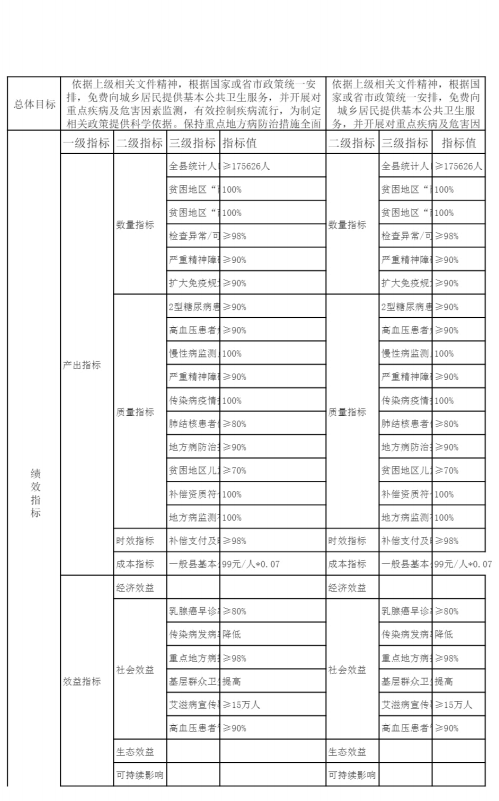 总体目标
依据上级相关文件精神，根据国家或省市政策统一安
排，免费向城乡居民提供基本公共卫生服务，并开展对
重点疾病及危害因素监测，有效控制疾病流行，为制定
相关政策提供科学依据。保持重点地方病防治措施全面
依据上级相关文件精神，根据国
家或省市政策统一安排，免费向
城乡居民提供基本公共卫生服
务，并开展对重点疾病及危害因
绩效指标
一级指标 二级指标 三级指标 指标值 二级指标 三级指标 指标值
产出指标
数量指标 数量指标
全县统计人 ≥175626人 全县统计人 ≥175626人
贫困地区“ 100% 贫困地区“ 100%
贫困地区“ 100% 贫困地区“ 100%
检查异常/可 ≥98% 检查异常/可 ≥98%
严重精神障 ≥90% 严重精神障 ≥90%
扩大免疫规 ≥90% 扩大免疫规 ≥90%
质量指标 质量指标
2型糖尿病患 ≥90% 2型糖尿病患 ≥90%
高血压患者 ≥90% 高血压患者 ≥90%
慢性病监测 100% 慢性病监测 100%
严重精神障 ≥90% 严重精神障 ≥90%
传染病疫情 100% 传染病疫情 100%
肺结核患者 ≥80% 肺结核患者 ≥80%
地方病防治 ≥90% 地方病防治 ≥90%
贫困地区儿 ≥70% 贫困地区儿 ≥70%
补偿资质符 100% 补偿资质符 100%
地方病监测 100% 地方病监测 100%
时效指标 补偿支付及 ≥98% 时效指标 补偿支付及 ≥98%
成本指标 一般县基本 99元/人*0.07 成本指标 一般县基本 99元/人*0.07
效益指标
经济效益 经济效益
社会效益 社会效益
乳腺癌早诊 ≥80% 乳腺癌早诊 ≥80%
传染病发病 降低 传染病发病 降低
重点地方病 ≥98% 重点地方病 ≥98%
基层群众卫 提高 基层群众卫 提高
艾滋病宣传 ≥15万人 艾滋病宣传 ≥15万人
高血压患者 ≥90% 高血压患者 ≥90%
生态效益 生态效益
可持续影响 可持续影响